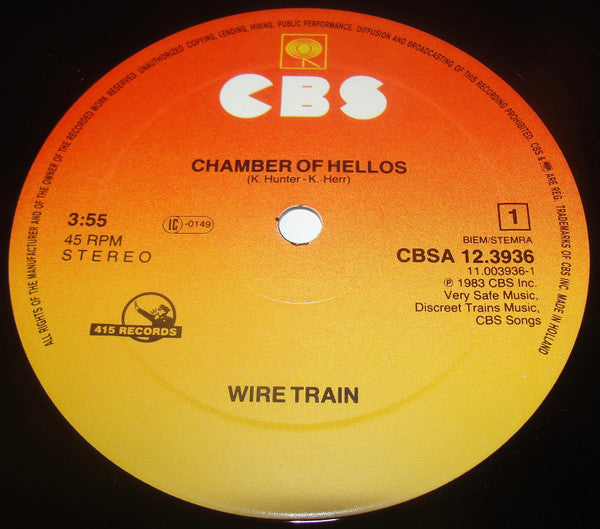 ALL RIGHTS OF THE MANUFACTURER AND OF THE OWNER OF THE RECORDED WORK RESERVED. UNAUTHORIZED COPYING, LENDING, HIRING, PUBLIC PERFORMANCE, DIFFUSION AND BROADCASTING OF THIS RECORDING PROHIBITED. CBS & ARE REG. TRADEMARKS OF CBS INC. MADE IN HOLLAND
CBS
CHAMBER OF HELLOS
(K. Hunter - K. Herr)
3:55
45 RPM
STEREO
IC -0149
1
BIEM/STEMRA
CBSA 12.3936
11.003936-1
℗ 1983 CBS Inc.
Very Safe Music,
Discreet Trains Music,
CBS Songs
415 RECORDS
WIRE TRAIN